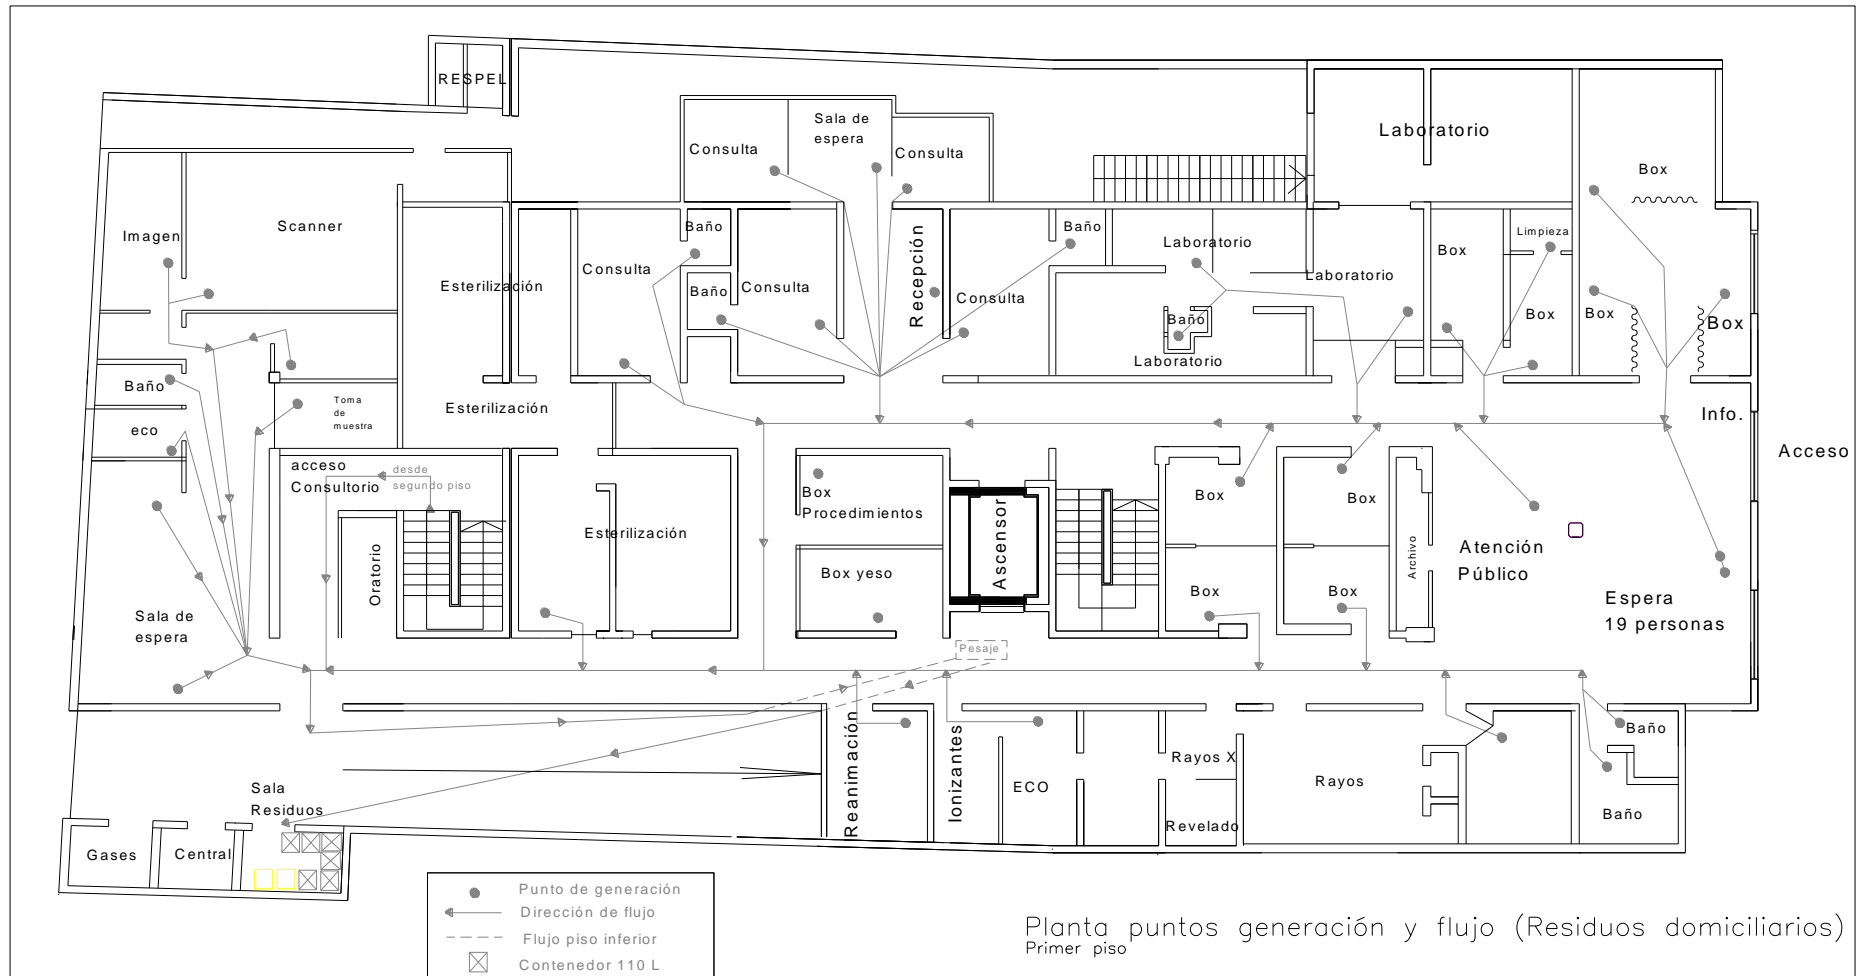 RESPEL
Sala de
espera
Consulta
Consulta
Laboratorio
Box
Imagen
Scanner
Baño
Recepción
Baño
Laboratorio
Limpieza
Box
Consulta
Esterilización
Baño
Consulta
Consulta
Laboratorio
Baño
Box
Box
Box
Laboratorio
Baño
Toma
de
muestra
Esterilización
Info.
eco
Acceso
acceso
Consultorio
desde
segundo piso
Box
Procedimientos
Box
Box
Ascensor
Esterilización
Oratorio
Archivo
Atención
Público
Box yeso
Box
Box
Espera
19 personas
Sala de
espera
Pesaje
Reanimación
Ionizantes
Baño
Rayos X
ECO
Rayos
Sala
Residuos
Revelado
Baño
Gases
Central
Punto de generación
Dirección de flujo
Flujo piso inferior
Contenedor 110 L
Planta puntos generación y flujo (Residuos domiciliarios)
Primer piso